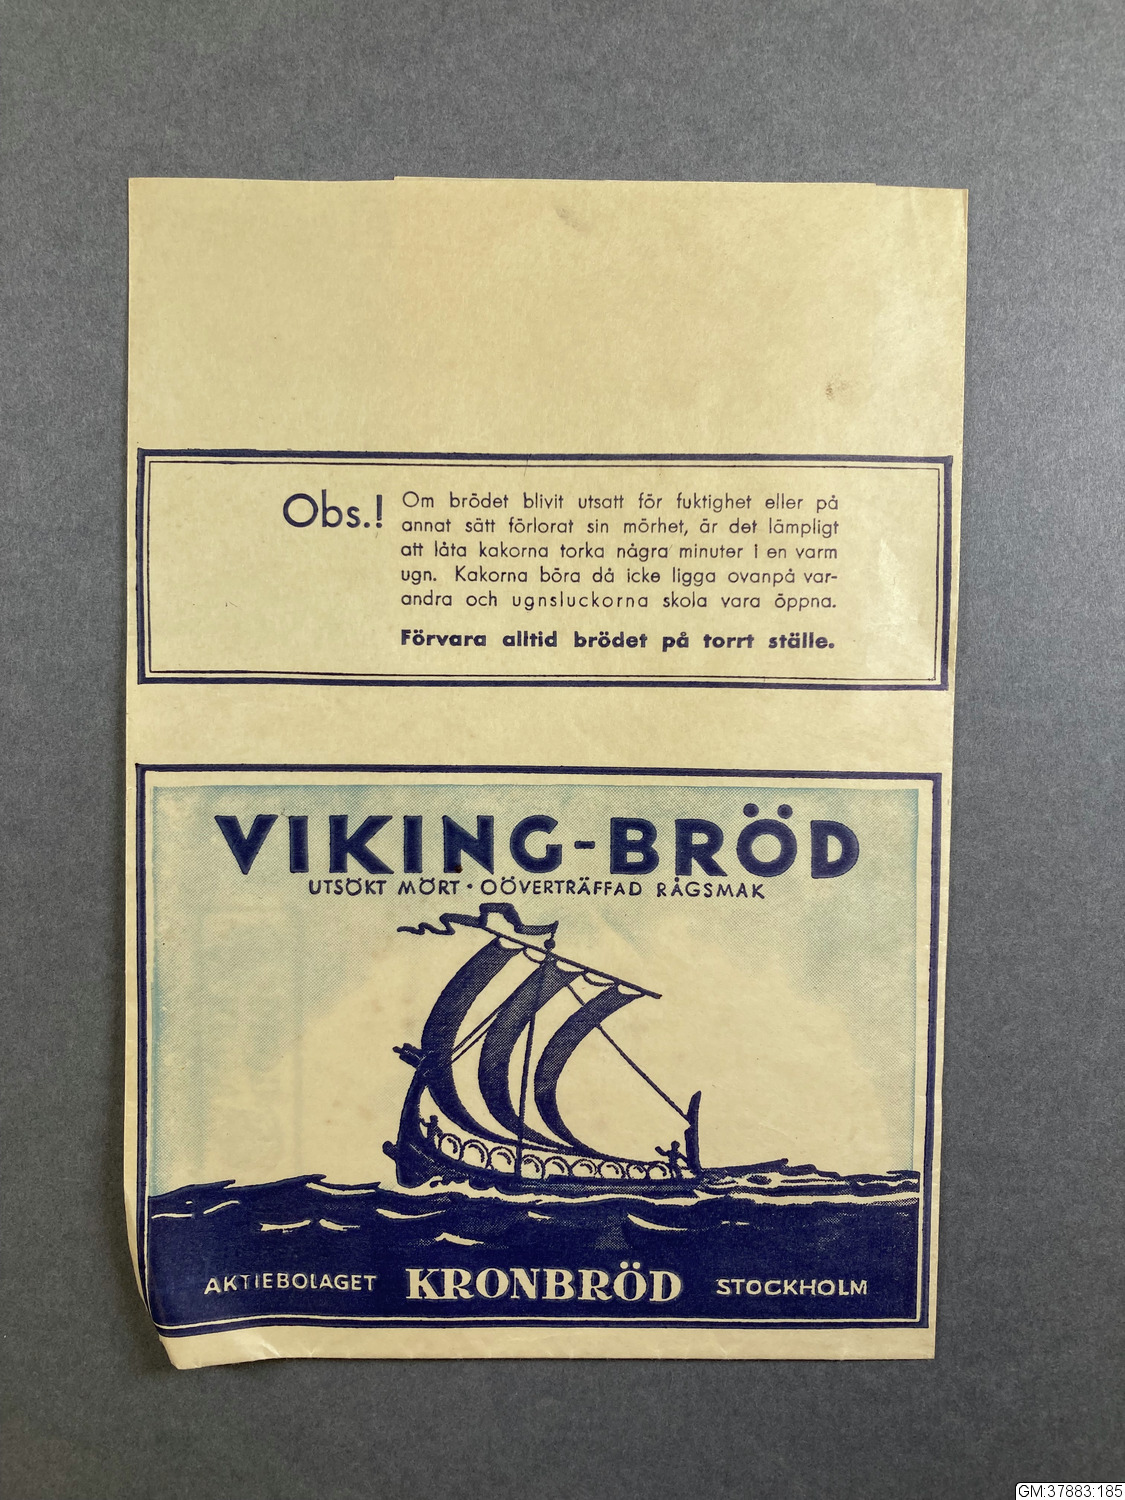 Obs.!
Om brödet blivit utsatt för fuktighet eller på
annat sätt förlorat sin mörhet, är det lämpligt
att låta kakorna torka några minuter i en varm
ugn. Kakorna böra då icke ligga ovanpå var-
andra och ugnsluckorna skola vara öppna.
Förvara alltid brödet på torrt ställe.
VIKING-BRÖD
UTSÖKT MÖRT · OÖVERTRÄFFAD RÅGSMAK
AKTIEBOLAGET KRONBRÖD STOCKHOLM
GM:37883:185